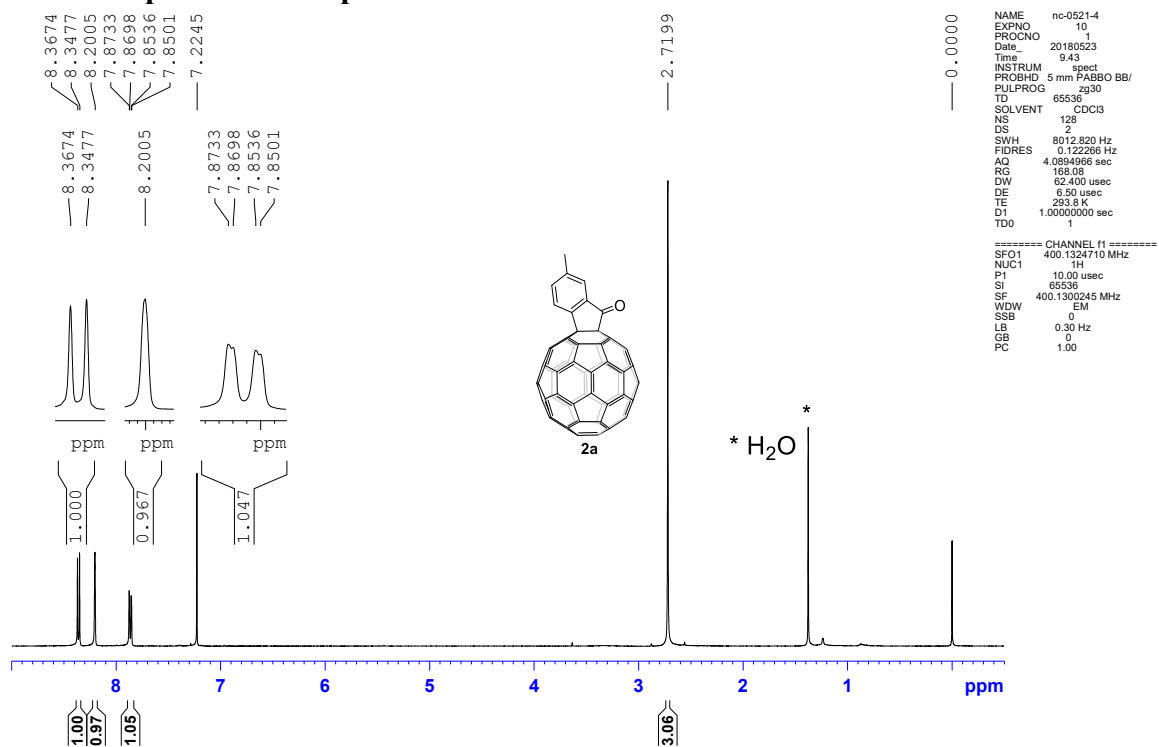 8.3674
8.3477
8.2005
7.8733
7.8698
7.8536
7.8501
7.2245
2.7199
0.0000
8.3674
8.3477
8.2005
7.8733
7.8698
7.8536
7.8501
ppm
ppm
ppm
1.000
0.967
1.047
O
2a
* H2O
*
8
7
6
5
4
3
2
1
ppm
1.00
0.97
1.05
3.06
NAME nc-0521-4
EXPNO 10
PROCNO 1
Date_ 20180523
Time 9.43
INSTRUM spect
PROBHD 5 mm PABBO BB/
PULPROG zg30
TD 65536
SOLVENT CDCl3
NS 128
DS 2
SWH 8012.820 Hz
FIDRES 0.122266 Hz
AQ 4.0894966 sec
RG 168.08
DW 62.400 usec
DE 6.50 usec
TE 293.8 K
D1 1.00000000 sec
TD0 1
======== CHANNEL f1 ========
SFO1 400.1324710 MHz
NUC1 1H
P1 10.00 usec
SI 65536
SF 400.1300245 MHz
WDW EM
SSB 0
LB 0.30 Hz
GB 0
PC 1.00